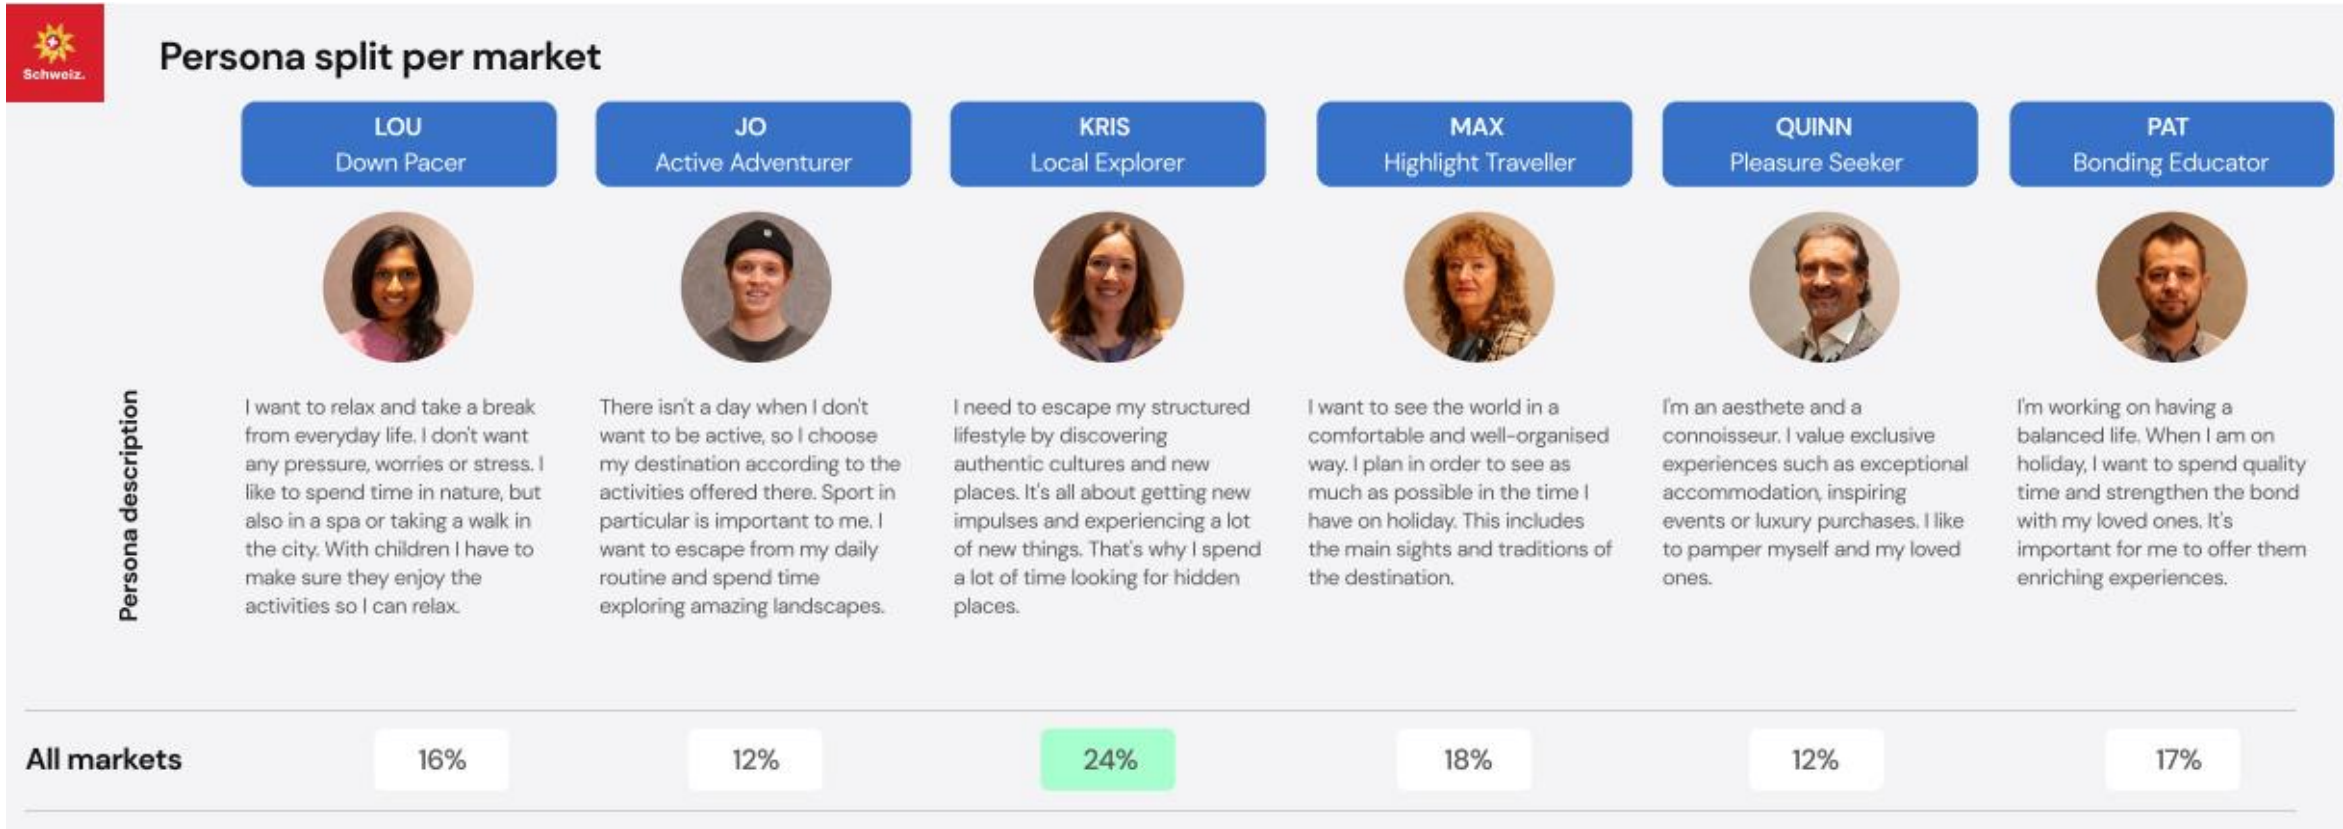 Schweiz.
Persona split per market
LOU
Down Pacer
JO
Active Adventurer
KRIS
Local Explorer
MAX
Highlight Traveller
QUINN
Pleasure Seeker
PAT
Bonding Educator
Persona description
I want to relax and take a break
from everyday life. I don't want
any pressure, worries or stress. I
like to spend time in nature, but
also in a spa or taking a walk in
the city. With children I have to
make sure they enjoy the
activities so I can relax.
There isn't a day when I don't
want to be active, so I choose
my destination according to the
activities offered there. Sport in
particular is important to me. I
want to escape from my daily
routine and spend time
exploring amazing landscapes.
I need to escape my structured
lifestyle by discovering
authentic cultures and new
places. It's all about getting new
impulses and experiencing a lot
of new things. That's why I spend
a lot of time looking for hidden
places.
I want to see the world in a
comfortable and well-organised
way. I plan in order to see as
much as possible in the time I
have on holiday. This includes
the main sights and traditions of
the destination.
I'm an aesthete and a
connoisseur. I value exclusive
experiences such as exceptional
accommodation, inspiring
events or luxury purchases. I like
to pamper myself and my loved
ones.
I'm working on having a
balanced life. When I am on
holiday, I want to spend quality
time and strengthen the bond
with my loved ones. It's
important for me to offer them
enriching experiences.
All markets
16%
12%
24%
18%
12%
17%